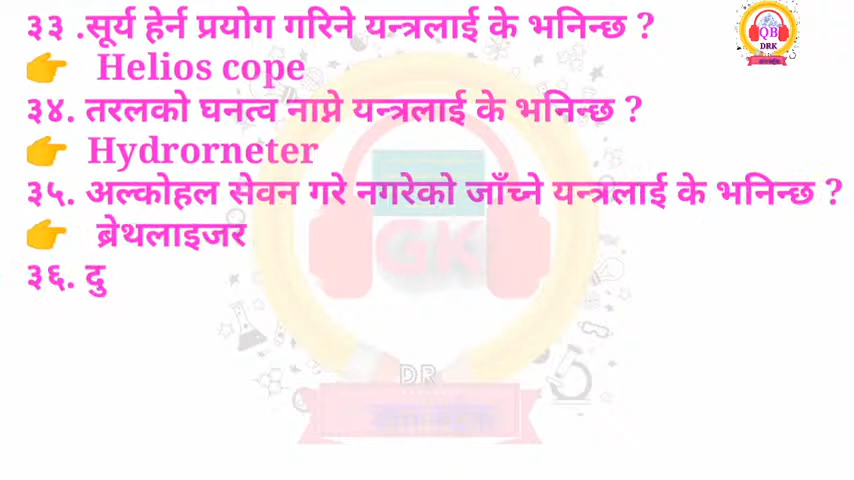 ३३ .सूर्य हेर्न प्रयोग गरिने यन्त्रलाई के भनिन्छ ?
👉 Helios cope
३४. तरलको घनत्व नाप्ने यन्त्रलाई के भनिन्छ ?
👉 Hydrorneter
३५. अल्कोहल सेवन गरे नगरेको जाँच्ने यन्त्रलाई के भनिन्छ ?
👉 ब्रेथलाइजर
३६. दु
QB
DRK
GK
DR